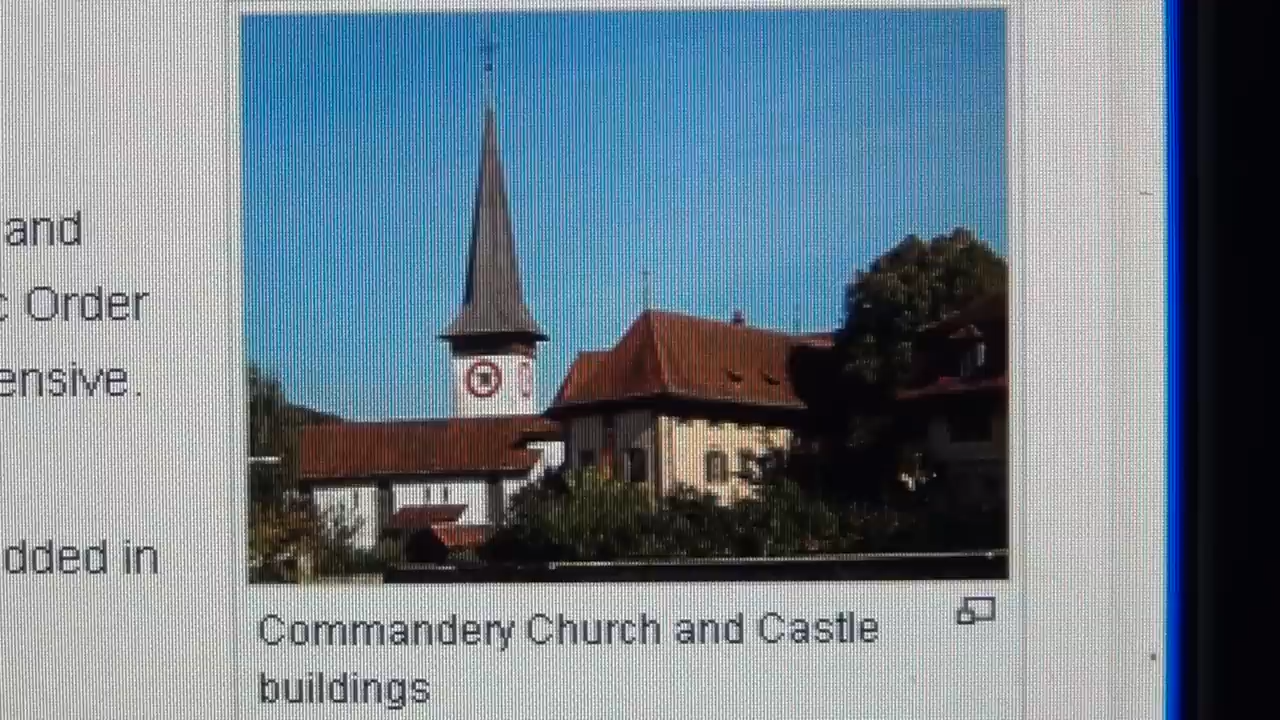 and
c Order
ensive.
dded in
Commandery Church and Castle
buildings